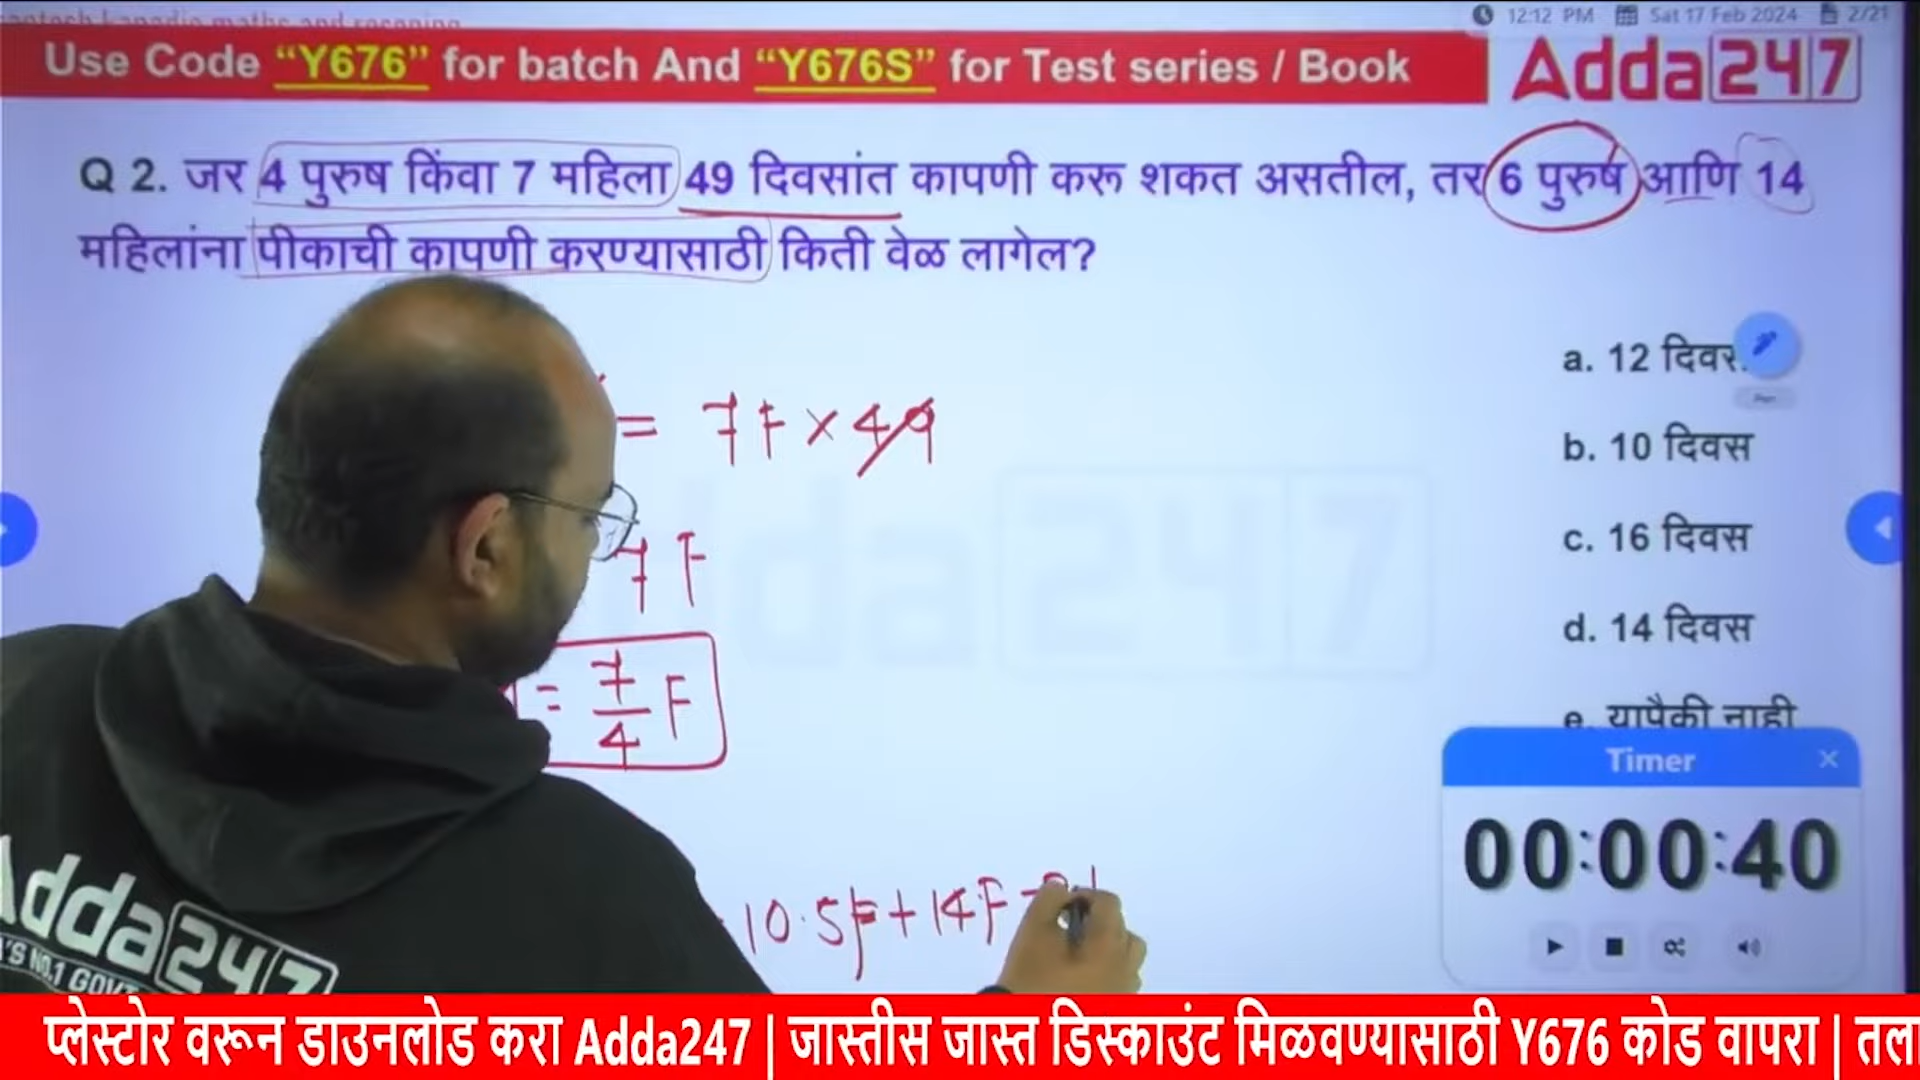 12:12 PM Sat 17 Feb 2024 2/21
Use Code “Y676” for batch And “Y676S” for Test series / Book
Adda247
Q 2. जर 4 पुरुष किंवा 7 महिला 49 दिवसांत कापणी करू शकत असतील, तर 6 पुरुष आणि 14
महिलांना पीकाची कापणी करण्यासाठी किती वेळ लागेल?
a. 12
b. 10 दिवस
c. 16 दिवस
d. 14 दिवस
e. यापैकी नाही
= 7F × 49
7F
= 7/4 F
10.5F + 14F
Timer
00:00:40
Adda247
प्लेस्टोर वरून डाउनलोड करा Adda247 | जास्तीस जास्त डिस्काउंट मिळवण्यासाठी Y676 कोड वापरा |